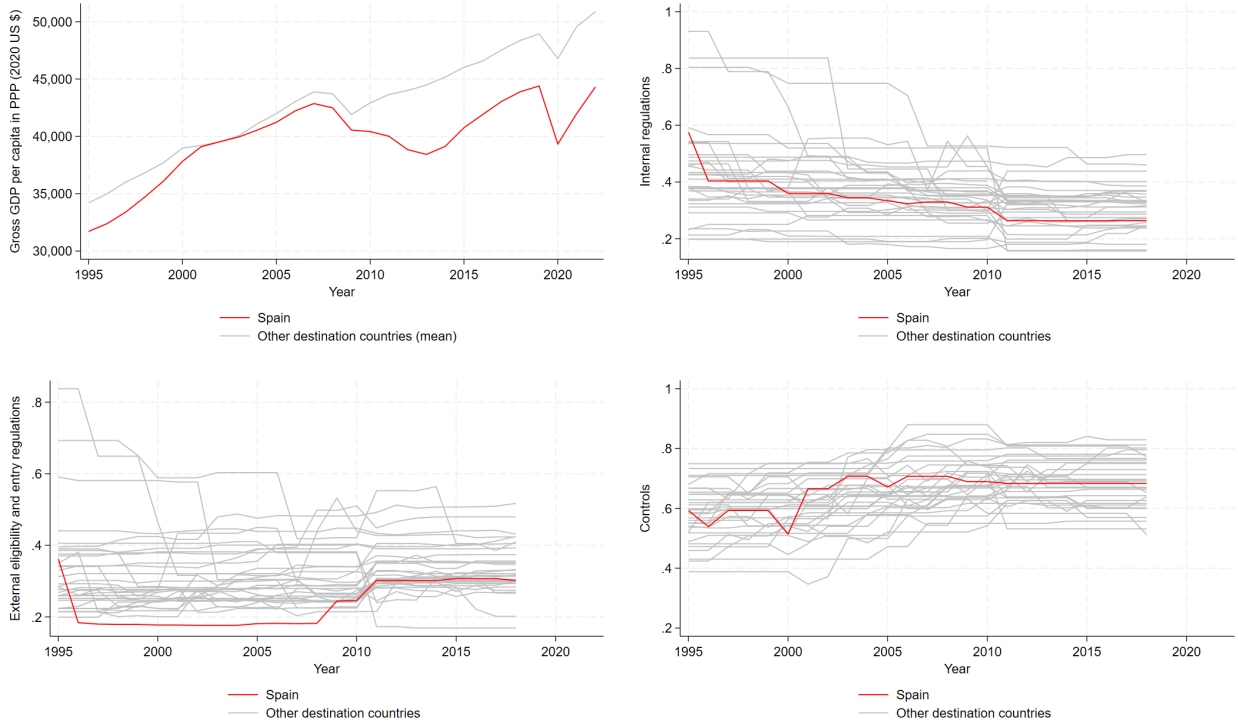 Gross GDP per capita in PPP (2020 US $)
50,000
45,000
40,000
35,000
30,000
1995
2000
2005
2010
2015
2020
Year
Spain
Other destination countries (mean)
Internal regulations
1
.8
.6
.4
.2
1995
2000
2005
2010
2015
2020
Year
Spain
Other destination countries
External eligibility and entry regulations
.8
.6
.4
.2
1995
2000
2005
2010
2015
2020
Year
Spain
Other destination countries
Controls
1
.8
.6
.4
.2
1995
2000
2005
2010
2015
2020
Year
Spain
Other destination countries